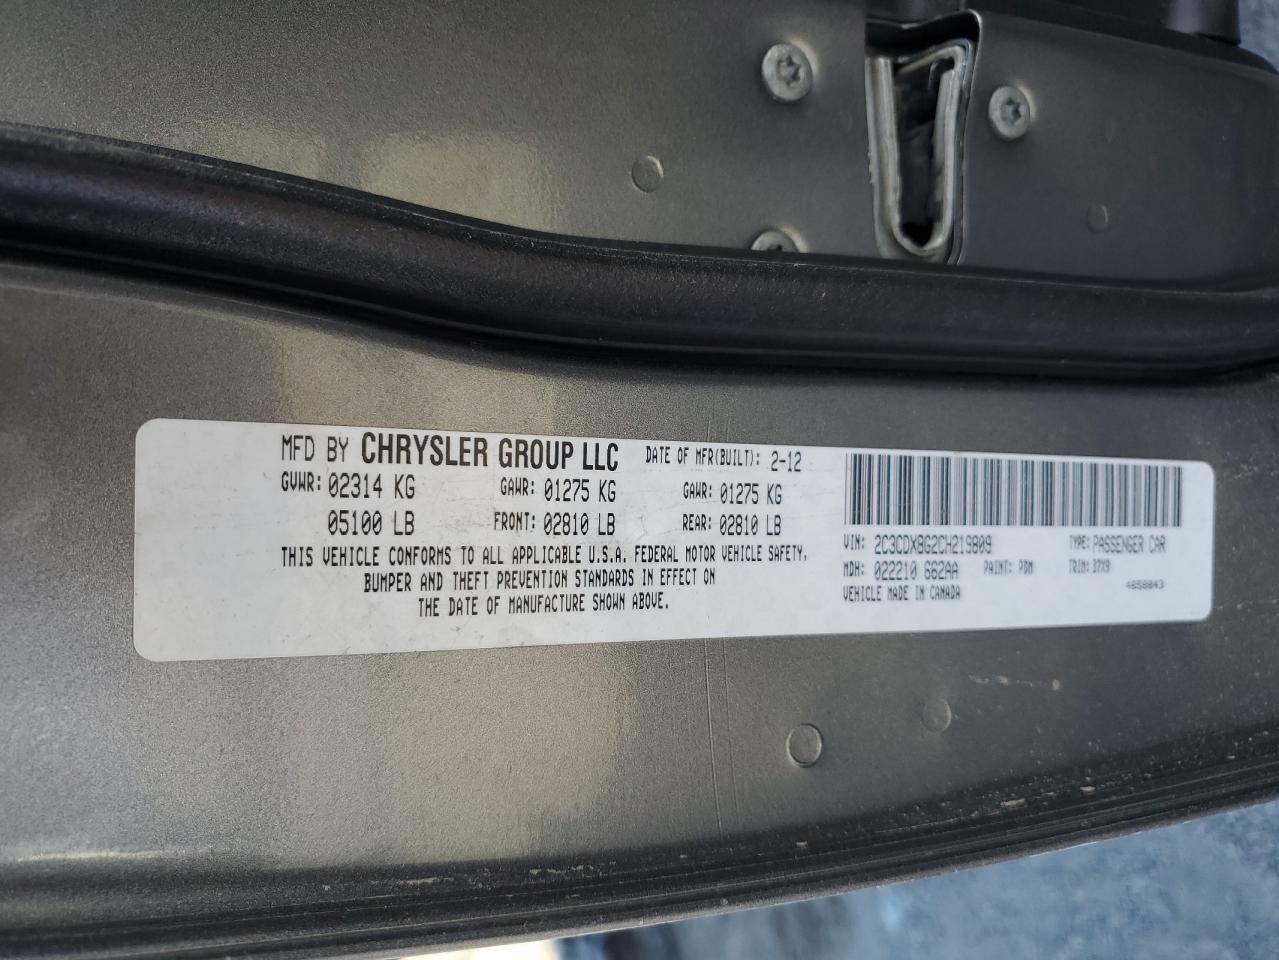 MFD BY CHRYSLER GROUP LLC DATE OF MFR(BUILT): 2-12
GVWR: 02314 KG GAWR: 01275 KG GAWR: 01275 KG
05100 LB FRONT: 02810 LB REAR: 02810 LB
THIS VEHICLE CONFORMS TO ALL APPLICABLE U.S.A. FEDERAL MOTOR VEHICLE SAFETY,
BUMPER AND THEFT PREVENTION STANDARDS IN EFFECT ON
THE DATE OF MANUFACTURE SHOWN ABOVE.
VIN: 2C3CDXBG2CH219809 TYPE: PASSENGER CAR
MDH: 022210 662AA PAINT: PDM TRIM: X7X9
VEHICLE MADE IN CANADA 4658843